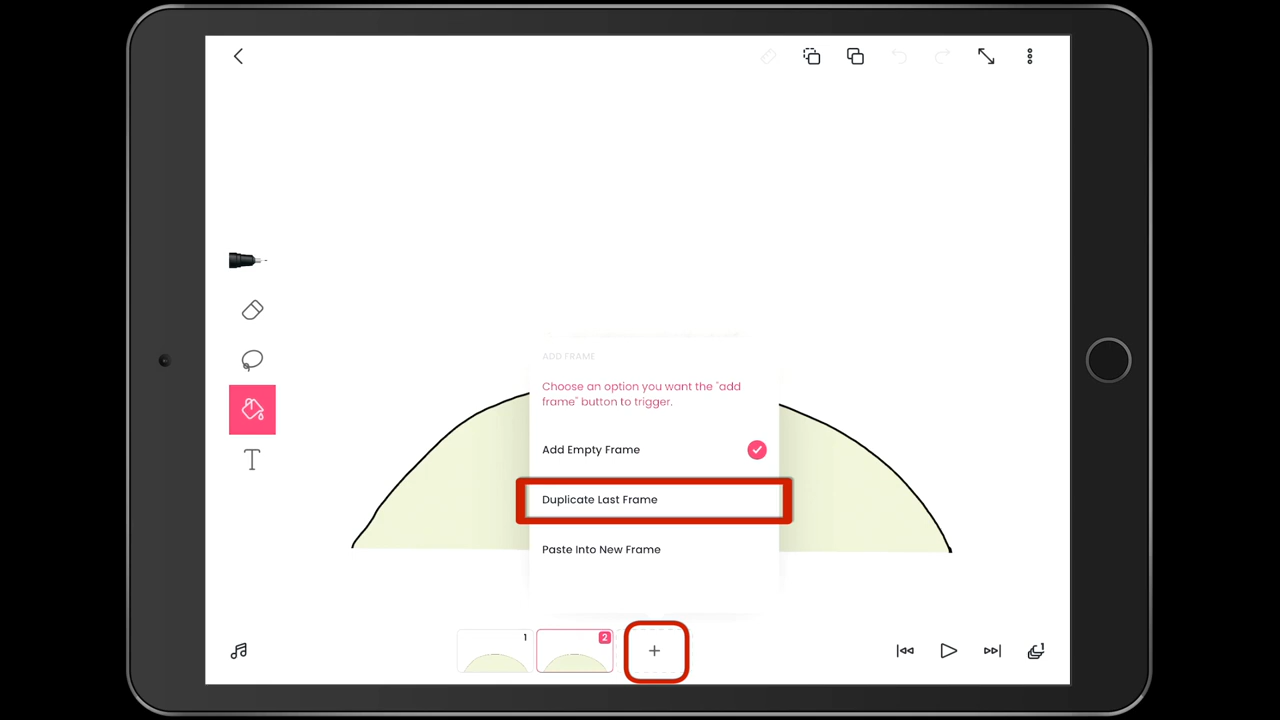 ADD FRAME
Choose an option you want the "add
frame" button to trigger.
Add Empty Frame
Duplicate Last Frame
Paste Into New Frame
T
1
2
+
1